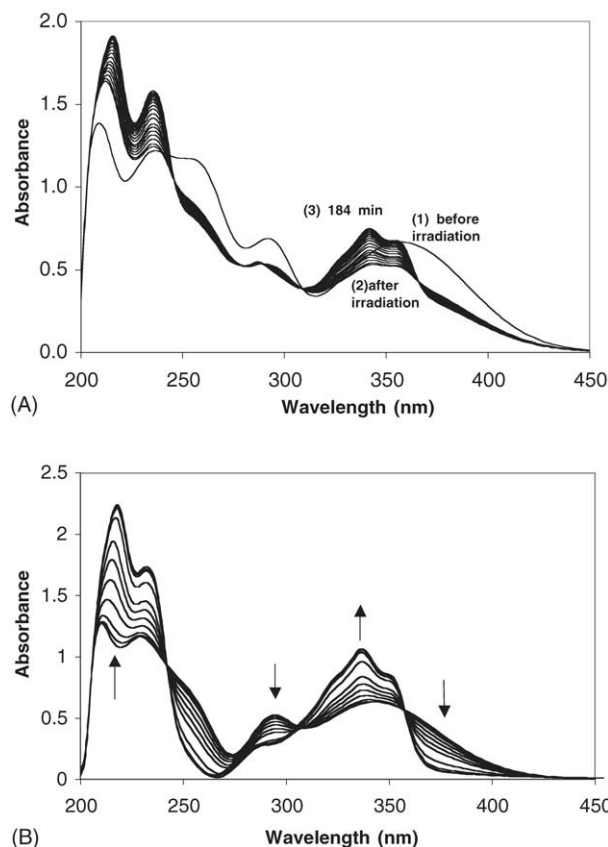 2.0
1.5
1.0
0.5
0.0
Absorbance
(3) 184 min
(1) before
irradiation
(2)after
irradiation
200 250 300 350 400 450
Wavelength (nm)
(A)
2.5
2
1.5
1
0.5
0
Absorbance
200 250 300 350 400 450
Wavelength (nm)
(B)